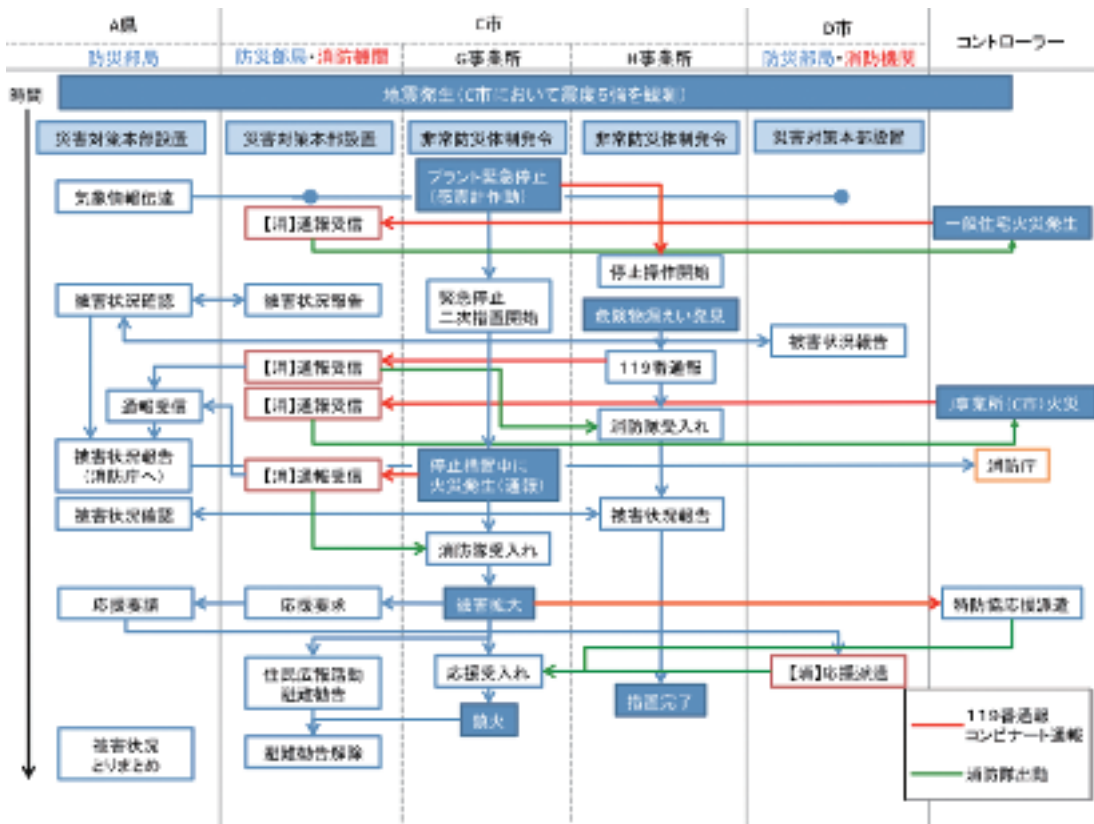 A県
C市
D市
コントローラー
防災部局
防災部局・消防機関
G事業所
H事業所
防災部局・消防機関
時間
地震発生(C市において震度5強を観測)
災害対策本部設置
災害対策本部設置
非常防災体制発令
非常防災体制発令
災害対策本部設置
気象情報伝達
プラント緊急停止
(感震計作動)
【消】通報受信
一般住宅火災発生
停止操作開始
被害状況確認
被害状況報告
緊急停止
二次措置開始
危険物漏えい発見
被害状況報告
【消】通報受信
119番通報
通報受信
【消】通報受信
消防隊受入れ
事業所(C市)火災
被害状況報告
(消防庁へ)
【消】通報受信
停止措置中に
火災発生(通報)
消防庁
被害状況確認
被害状況報告
消防隊受入れ
応援要請
応援要求
被害拡大
特防協応援派遣
住民広報活動
避難勧告
応援受入れ
【消】応援派遣
措置完了
鎮火
被害状況
とりまとめ
避難勧告解除
119番通報
コンビナート通報
消防隊出動